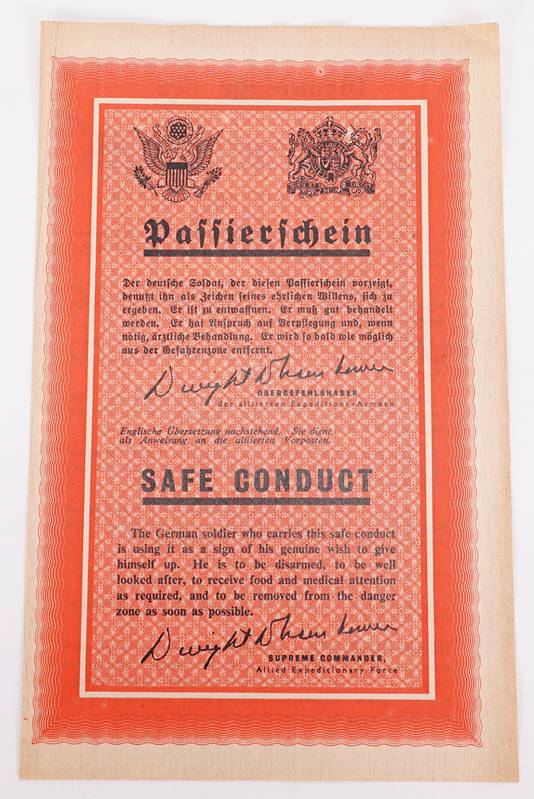 Passierschein
Der deutsche Soldat, der diesen Passierschein vorzeigt,
benutzt ihn als Zeichen seines ehrlichen Willens, sich zu
ergeben. Er ist zu entwaffnen. Er muß gut behandelt
werden. Er hat Anspruch auf Verpflegung und, wenn
nötig, ärztliche Behandlung. Er wird so bald wie möglich
aus der Gefahrenzone entfernt.
Dwight D Eisenhower
OBERBEFEHLSHABER
der alliierten Expeditions-Armeen
Englische Übersetzung nachstehend. Sie dient
als Anweisung an die alliierten Vorposten.
SAFE CONDUCT
The German soldier who carries this safe conduct
is using it as a sign of his genuine wish to give
himself up. He is to be disarmed, to be well
looked after, to receive food and medical attention
as required, and to be removed from the danger
zone as soon as possible.
Dwight D Eisenhower
SUPREME COMMANDER,
Allied Expeditionary Force